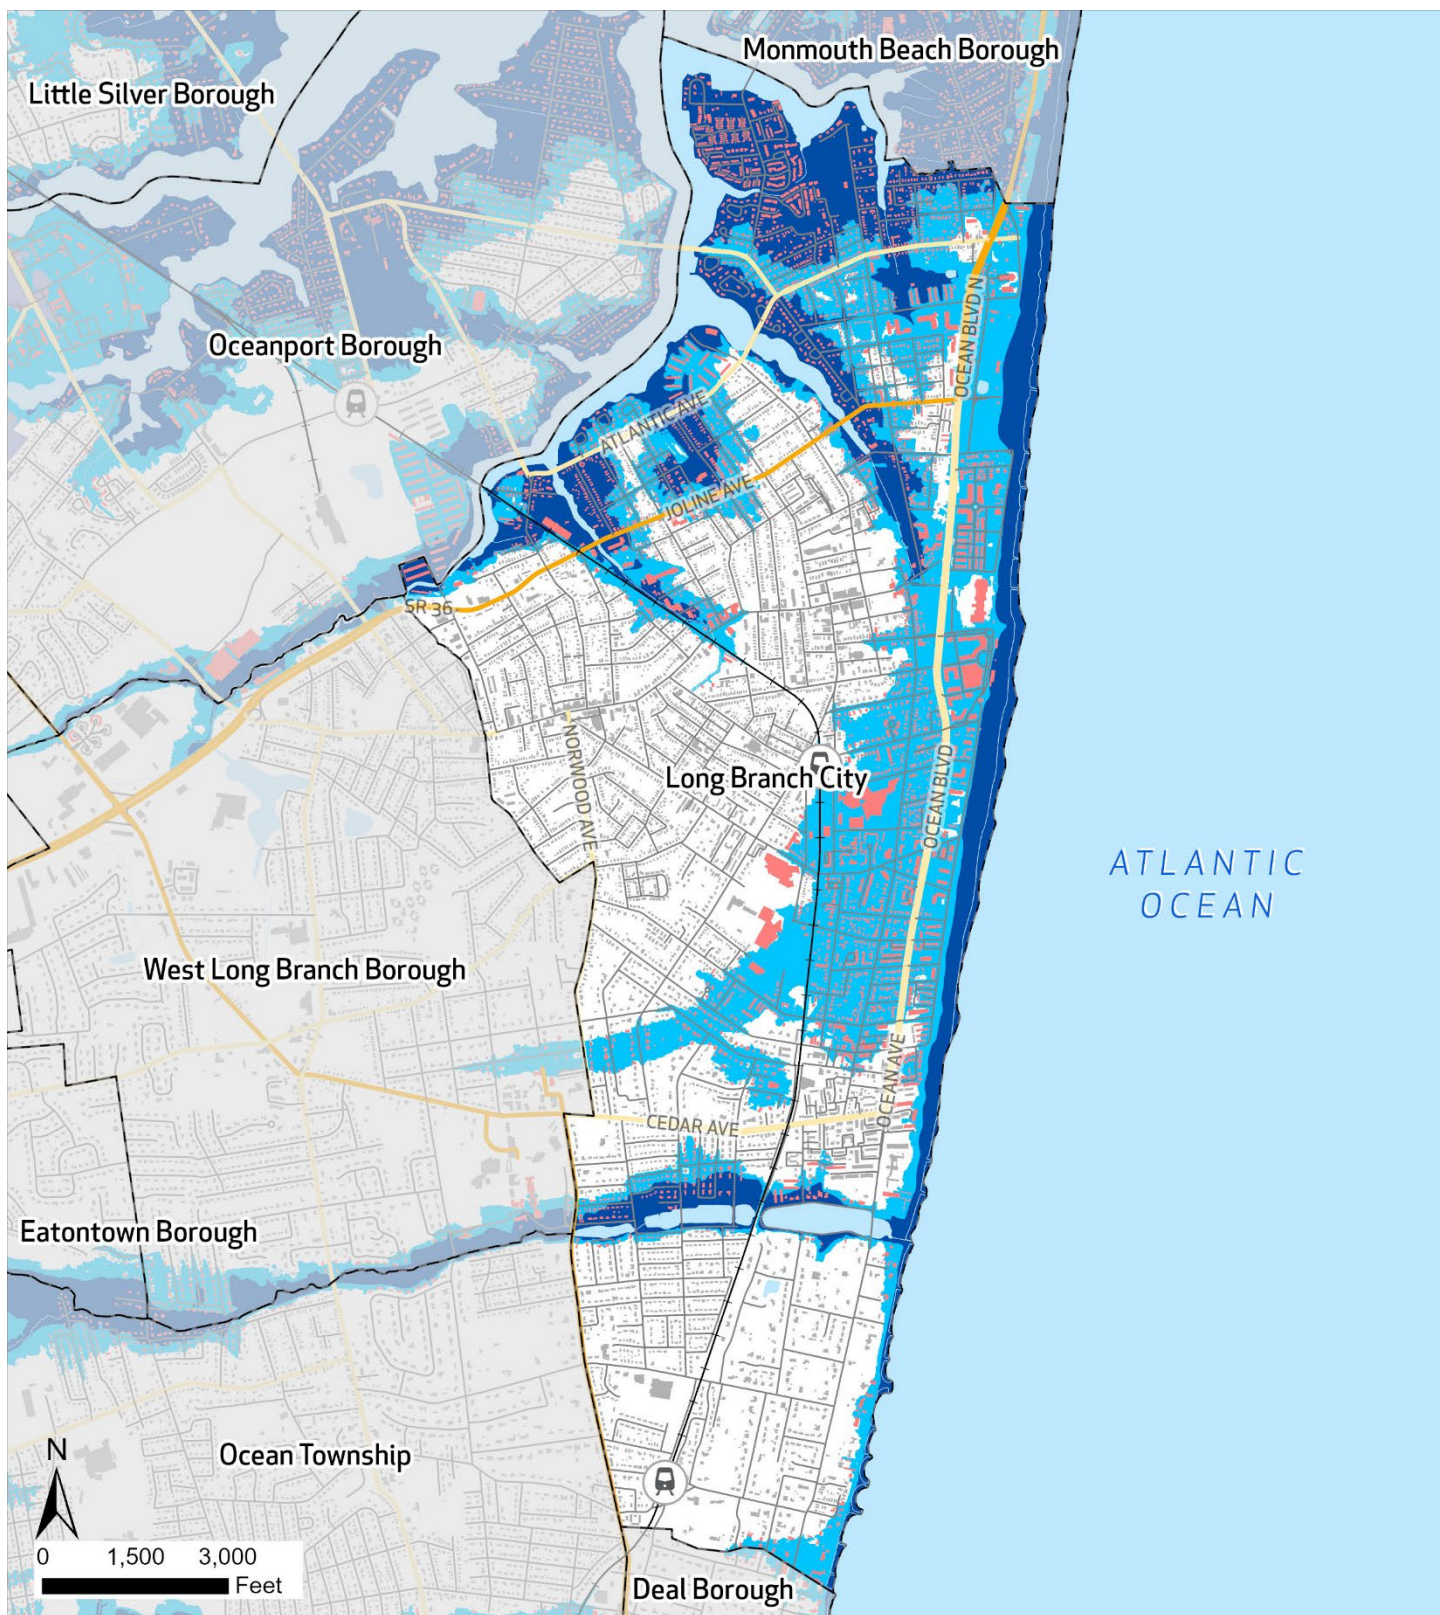 Monmouth Beach Borough
Little Silver Borough
OCEAN BLVD N
Oceanport Borough
ATLANTIC AVE
JOLINE AVE
SR 36
NORWOOD AVE
Long Branch City
OCEAN BLVD
ATLANTIC
OCEAN
West Long Branch Borough
OCEAN AVE
CEDAR AVE
Eatontown Borough
Ocean Township
N
0 1,500 3,000
Feet
Deal Borough